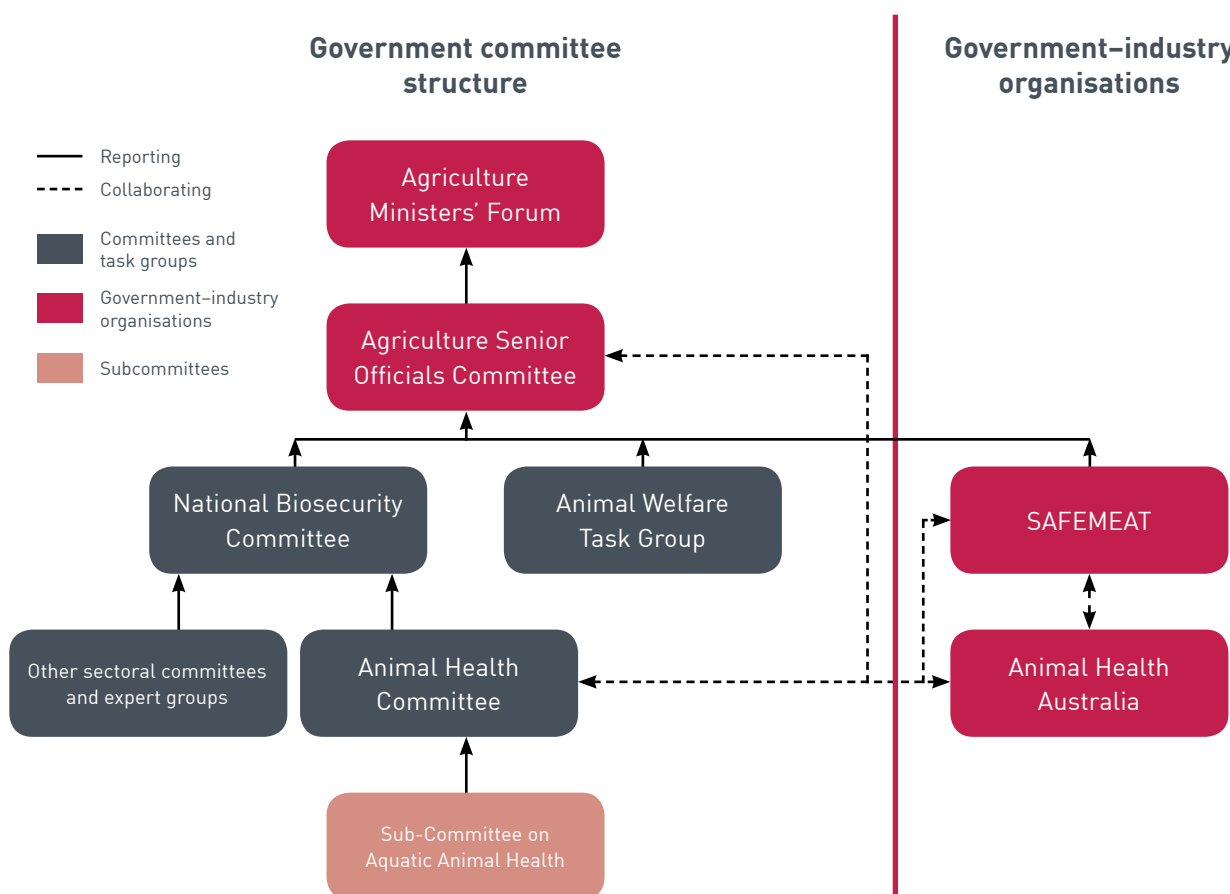 Government committee
structure
Government–industry
organisations
Reporting
Collaborating
Committees and
task groups
Government–industry
organisations
Subcommittees
Agriculture
Ministers’ Forum
Agriculture Senior
Officials Committee
National Biosecurity
Committee
Animal Welfare
Task Group
SAFEMEAT
Other sectoral committees
and expert groups
Animal Health
Committee
Animal Health
Australia
Sub-Committee on
Aquatic Animal Health